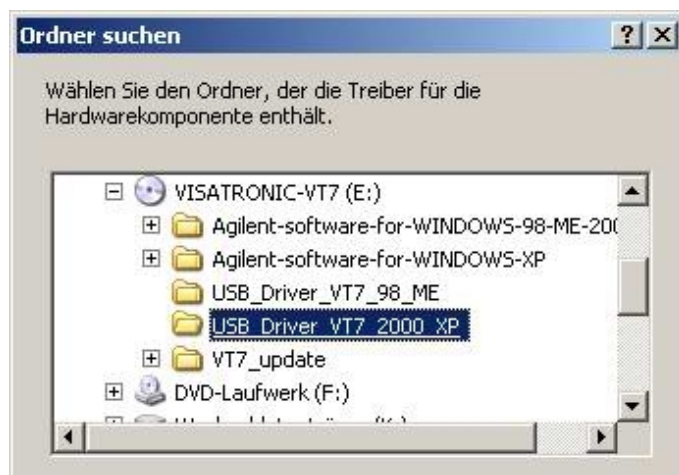 Ordner suchen
Wählen Sie den Ordner, der die Treiber für die
Hardwarekomponente enthält.
VISATRONIC-VT7 (E:)
Agilent-software-for-WINDOWS-98-ME-200
Agilent-software-for-WINDOWS-XP
USB_Driver_VT7_98_ME
USB_Driver_VT7_2000_XP
VT7_update
DVD-Laufwerk (F:)